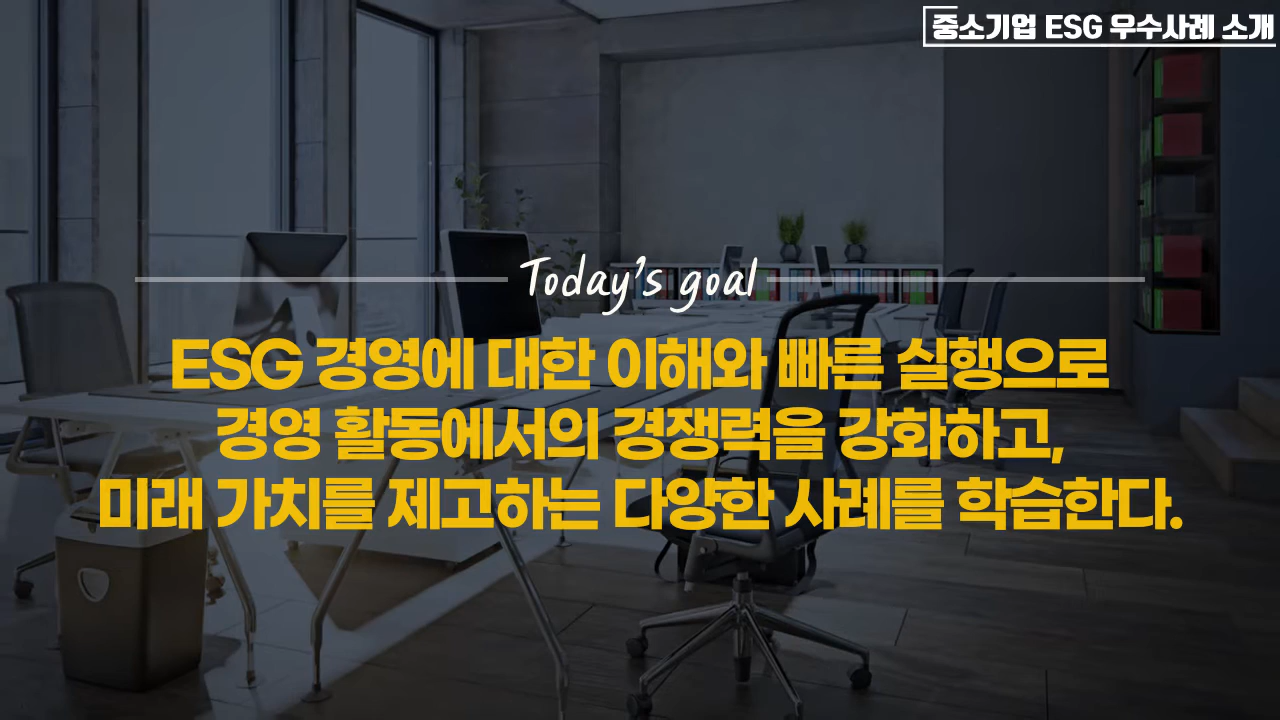 중소기업 ESG 우수사례 소개
Today's goal
ESG 경영에 대한 이해와 빠른 실행으로
경영 활동에서의 경쟁력을 강화하고,
미래 가치를 제고하는 다양한 사례를 학습한다.